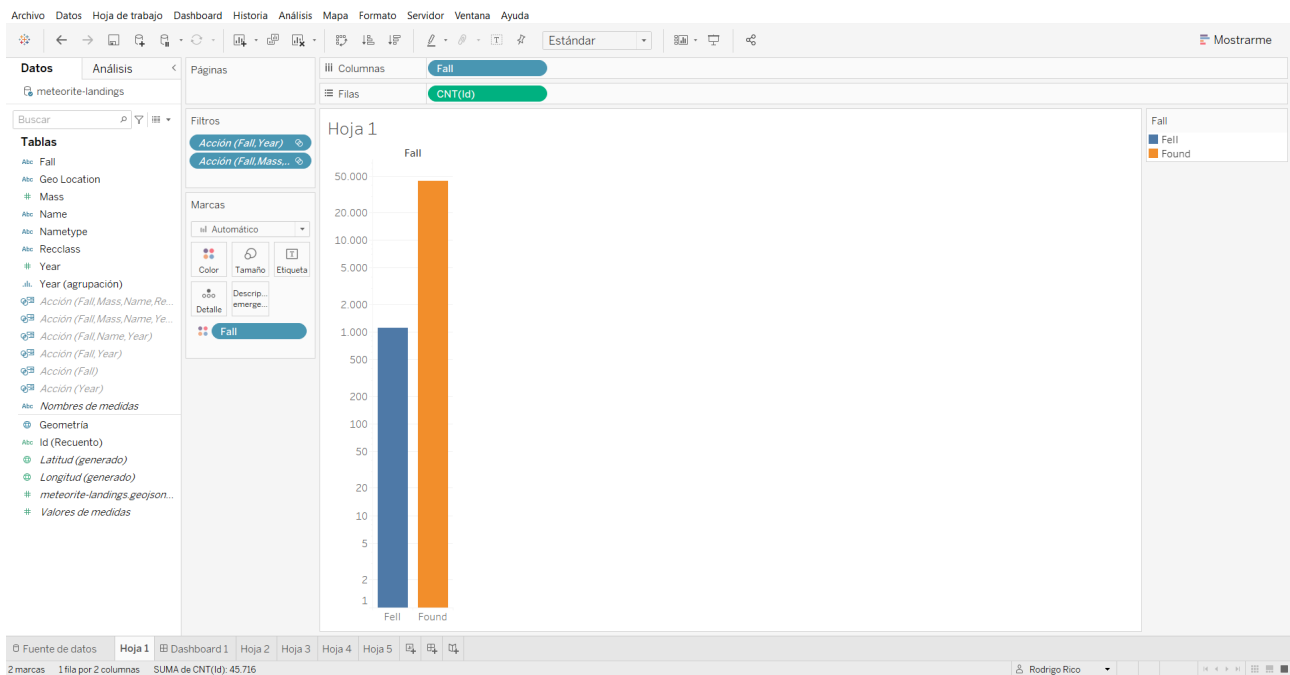 Archivo Datos Hoja de trabajo Dashboard Historia Análisis Mapa Formato Servidor Ventana Ayuda
Estándar
Mostrarme
Datos Análisis
meteorite-landings
Buscar
Tablas
Abc Fall
Abc Geo Location
# Mass
Abc Name
Abc Nametype
Abc Recclass
# Year
Year (agrupación)
Acción (Fall,Mass,Name,Re...
Acción (Fall,Mass,Name,Ye...
Acción (Fall,Name,Year)
Acción (Fall,Year)
Acción (Fall)
Acción (Year)
Abc Nombres de medidas
Geometría
Abc Id (Recuento)
Latitud (generado)
Longitud (generado)
# meteorite-landings.geojson...
# Valores de medidas
Páginas
Filtros
Acción (Fall,Year)
Acción (Fall,Mass,..
Marcas
Automático
Color Tamaño Etiqueta
Detalle Descrip... emerge...
Fall
Columnas Fall
Filas CNT(Id)
Hoja 1
Fall
50.000
20.000
10.000
5.000
2.000
1.000
500
200
100
50
20
10
5
2
1
Fell Found
Fall
Fell
Found
Fuente de datos Hoja 1 Dashboard 1 Hoja 2 Hoja 3 Hoja 4 Hoja 5
2 marcas 1 fila por 2 columnas SUMA de CNT(Id): 45.716 Rodrigo Rico